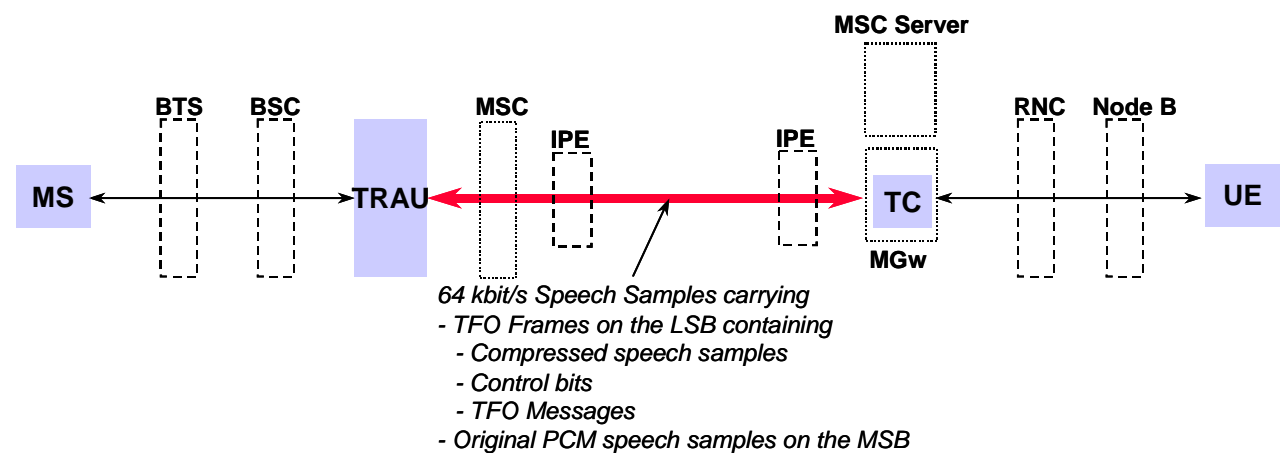 MSC Server
BTS
BSC
MSC
IPE
IPE
RNC
Node B
MS
TRAU
TC
UE
MGw
64 kbit/s Speech Samples carrying
- TFO Frames on the LSB containing
- Compressed speech samples
- Control bits
- TFO Messages
- Original PCM speech samples on the MSB